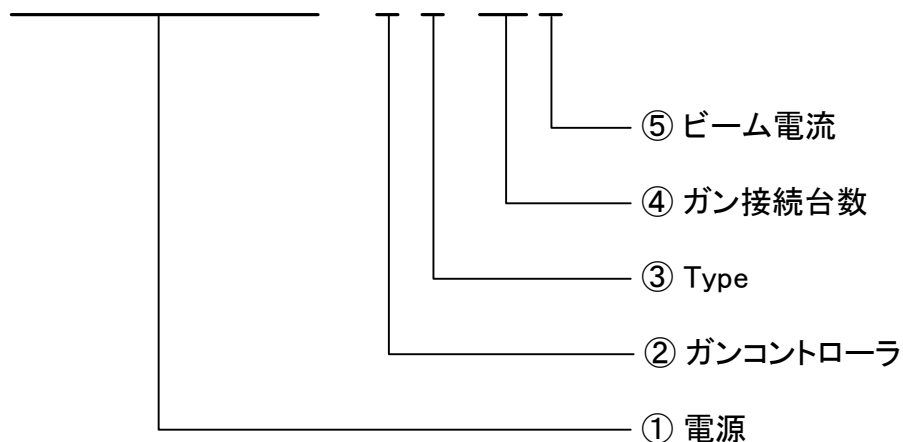 ⑤ ビーム電流
④ ガン接続台数
③ Type
② ガンコントローラ
① 電源